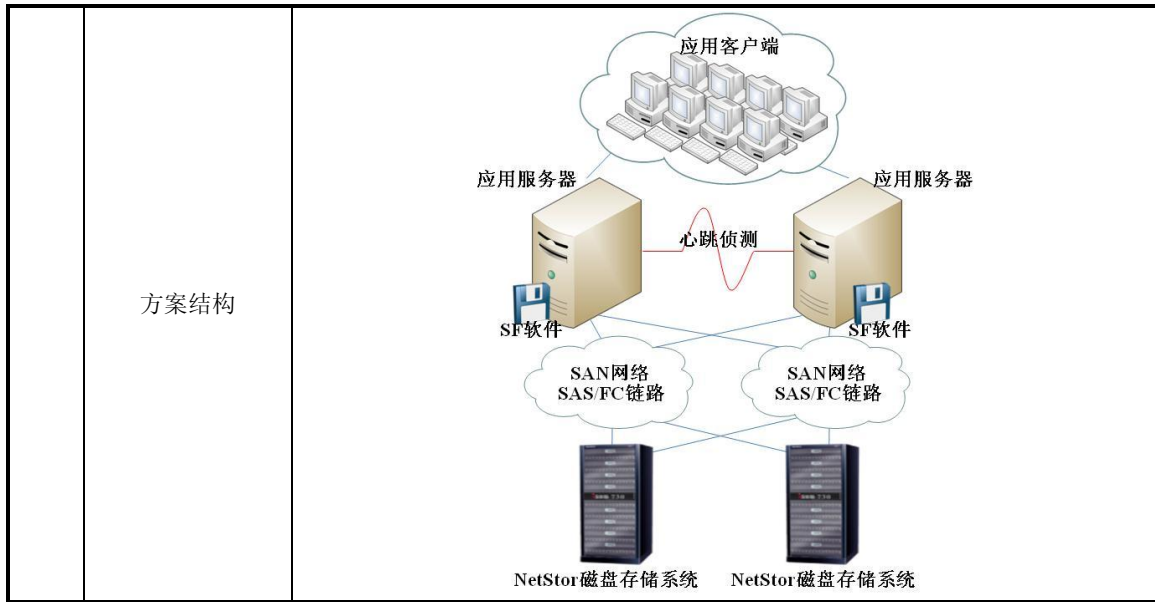 方案结构
应用客户端
应用服务器
应用服务器
心跳侦测
SF软件
SF软件
SAN网络
SAS/FC链路
SAN网络
SAS/FC链路
NetStor磁盘存储系统
NetStor磁盘存储系统